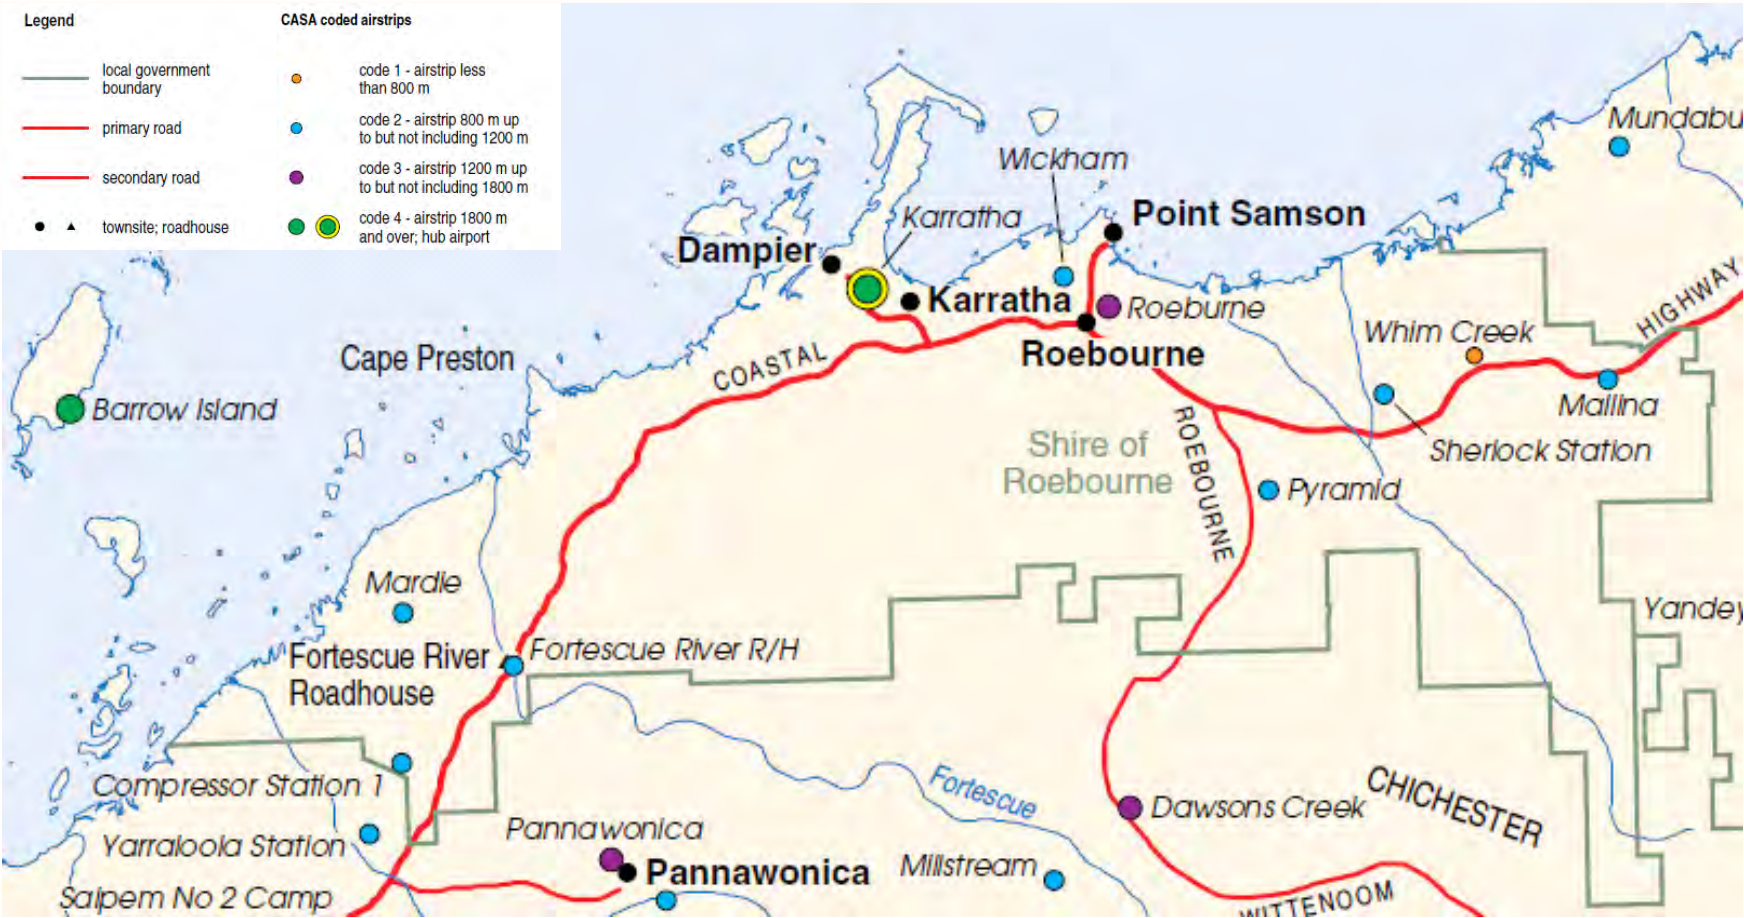 Legend
CASA coded airstrips
local government
boundary
primary road
secondary road
townsite; roadhouse
code 1 - airstrip less
than 800 m
code 2 - airstrip 800 m up
to but not including 1200 m
code 3 - airstrip 1200 m up
to but not including 1800 m
code 4 - airstrip 1800 m
and over; hub airport
Mundabu
Wickham
Karratha
Point Samson
Dampier
Karratha
Roeburne
HIGHWAY
Whim Creek
Roebourne
Cape Preston
COASTAL
Barrow Island
Mallina
ROEBOURNE
Shire of
Roebourne
Sherlock Station
Pyramid
Mardie
Yandey
Fortescue River
Roadhouse
Fortescue River R/H
Compressor Station 1
Fortescue
CHICHESTER
Dawsons Creek
Pannawonica
Yarraloola Station
Pannawonica
Millstream
Salpem No 2 Camp
WITTENOOM